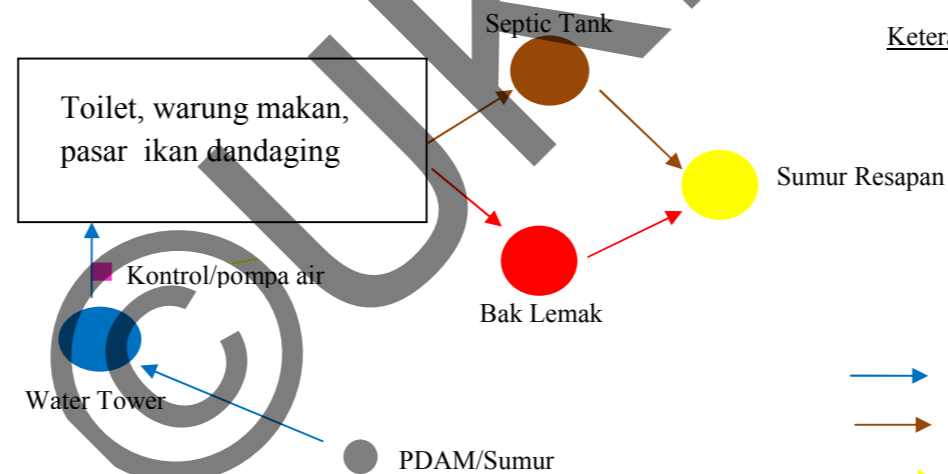 Septic Tank
Toilet, warung makan,
pasar ikan dandaging
Sumur Resapan
Kontrol/pompa air
Bak Lemak
Water Tower
PDAM/Sumur